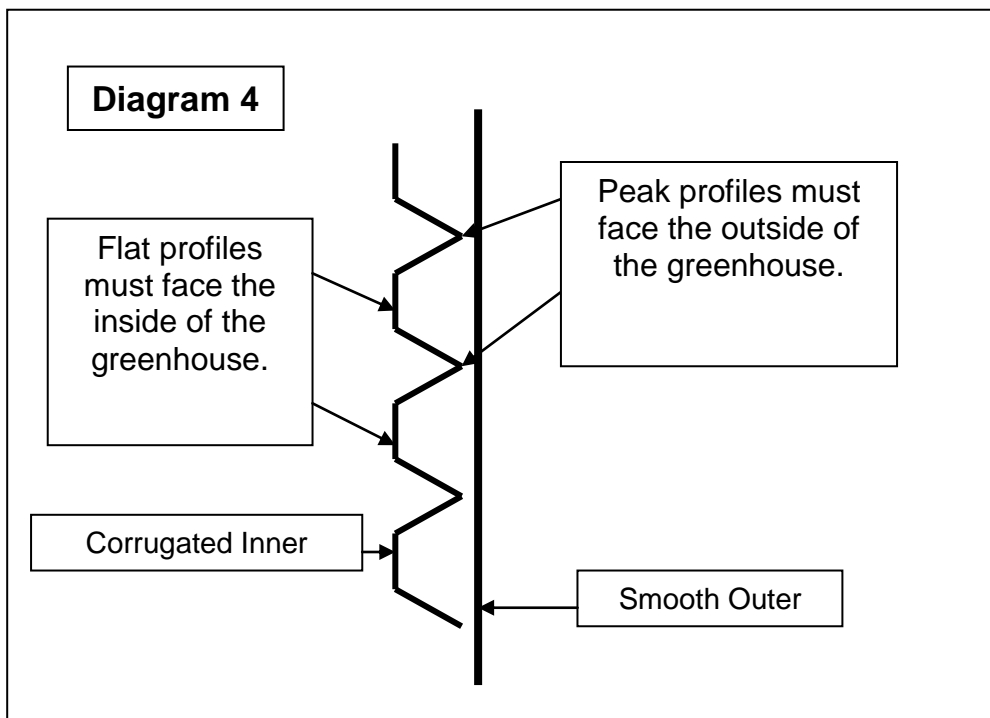 Diagram 4
Peak profiles must
face the outside of
the greenhouse.
Flat profiles
must face the
inside of the
greenhouse.
Corrugated Inner
Smooth Outer